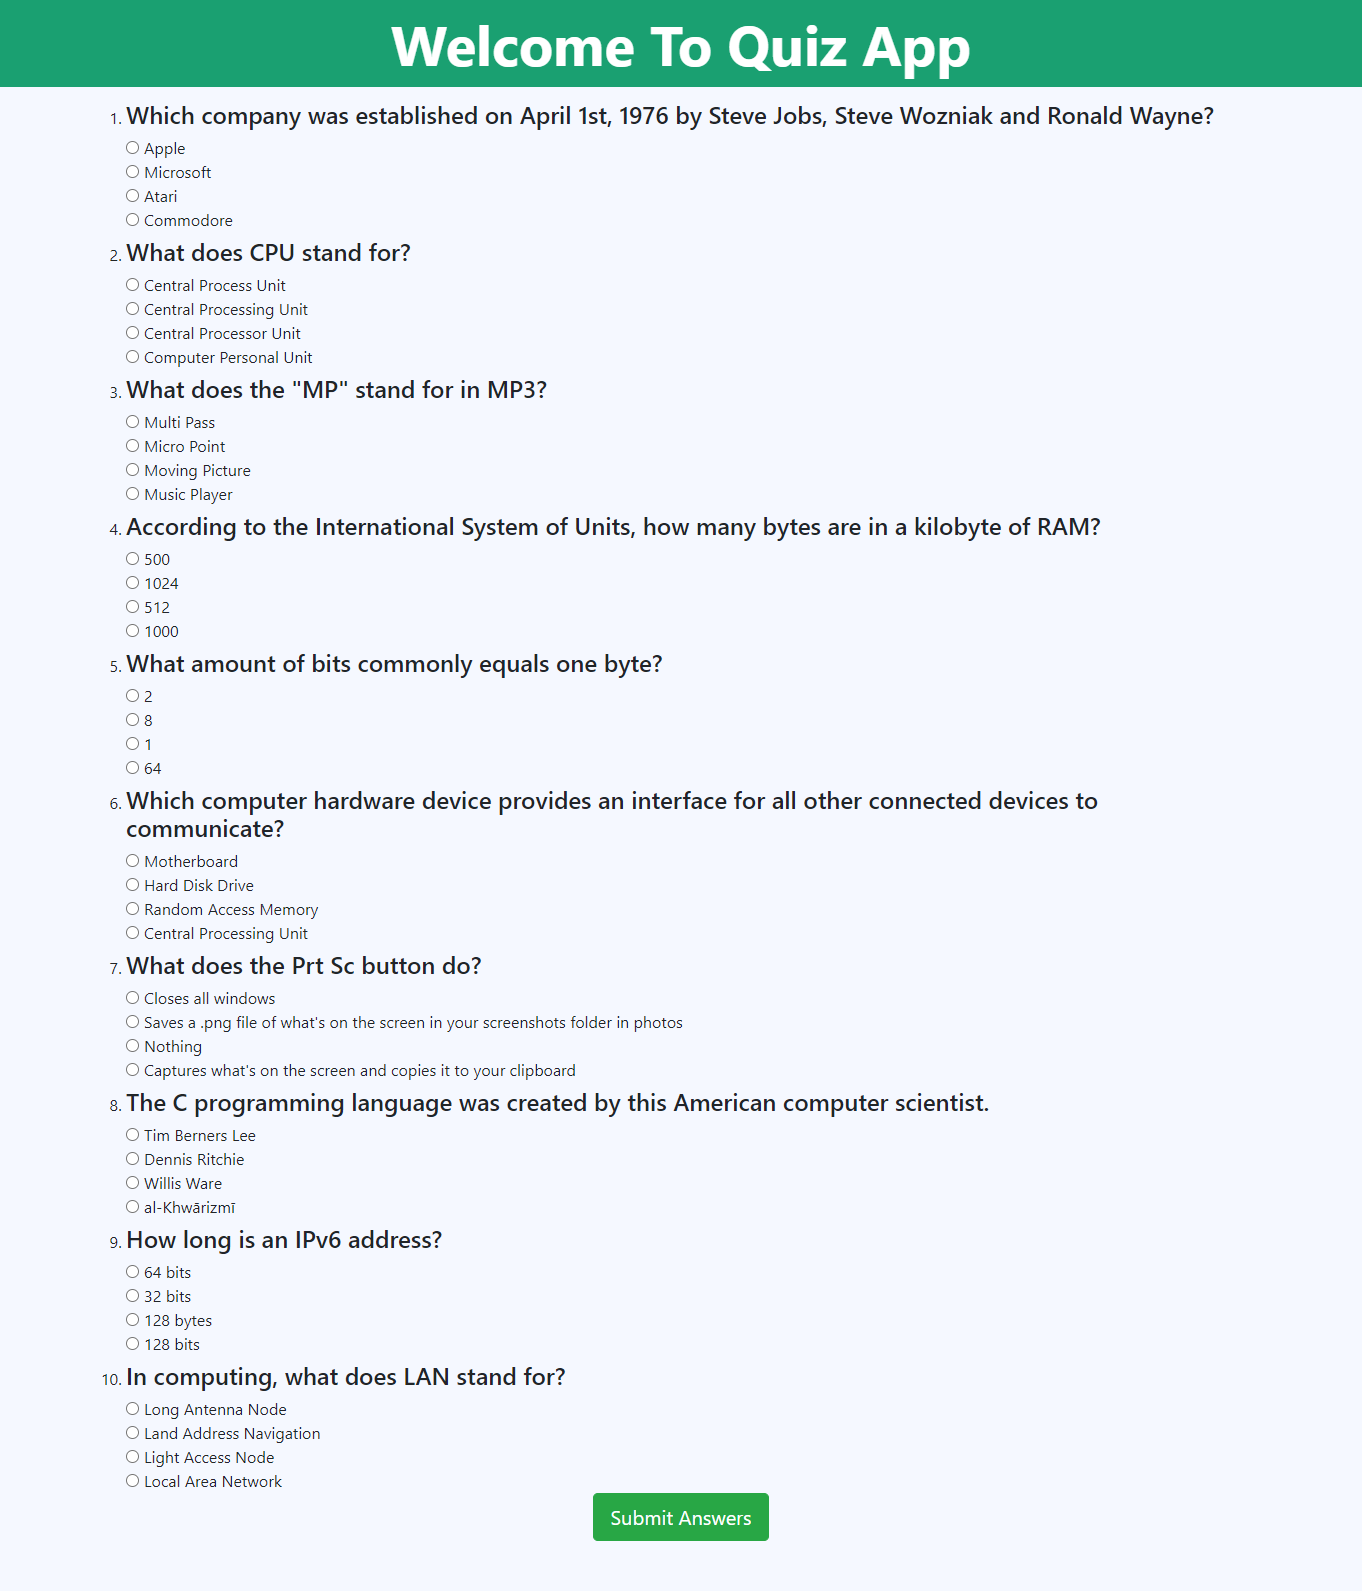 Welcome To Quiz App
1. Which company was established on April 1st, 1976 by Steve Jobs, Steve Wozniak and Ronald Wayne?
Apple
Microsoft
Atari
Commodore
2. What does CPU stand for?
Central Process Unit
Central Processing Unit
Central Processor Unit
Computer Personal Unit
3. What does the "MP" stand for in MP3?
Multi Pass
Micro Point
Moving Picture
Music Player
4. According to the International System of Units, how many bytes are in a kilobyte of RAM?
500
1024
512
1000
5. What amount of bits commonly equals one byte?
2
8
1
64
6. Which computer hardware device provides an interface for all other connected devices to
communicate?
Motherboard
Hard Disk Drive
Random Access Memory
Central Processing Unit
7. What does the Prt Sc button do?
Closes all windows
Saves a .png file of what's on the screen in your screenshots folder in photos
Nothing
Captures what's on the screen and copies it to your clipboard
8. The C programming language was created by this American computer scientist.
Tim Berners Lee
Dennis Ritchie
Willis Ware
al-Khwārizmī
9. How long is an IPv6 address?
64 bits
32 bits
128 bytes
128 bits
10. In computing, what does LAN stand for?
Long Antenna Node
Land Address Navigation
Light Access Node
Local Area Network
Submit Answers